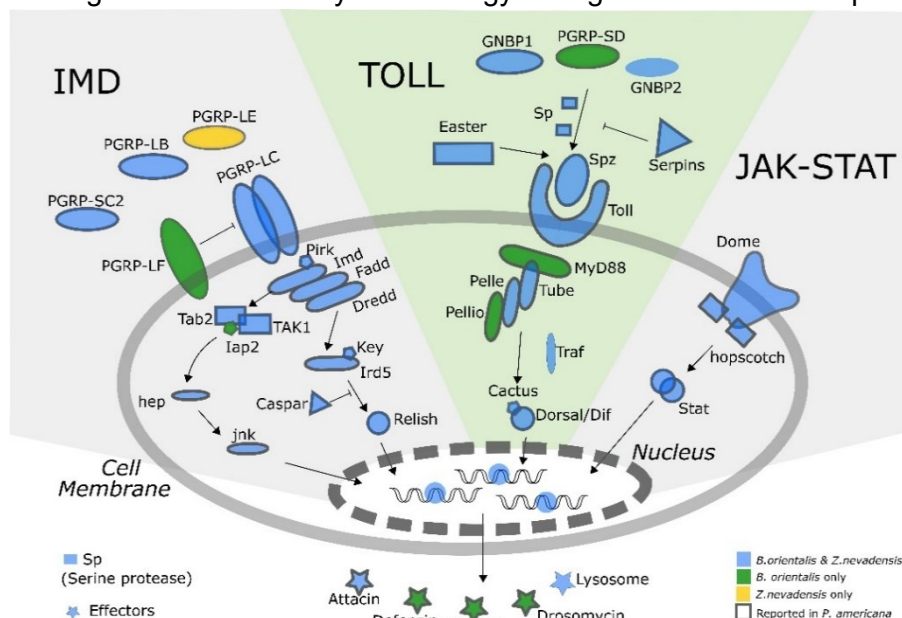 IMD
TOLL
JAK-STAT
GNBP1
PGRP-SD
GNBP2
PGRP-LE
PGRP-LB
PGRP-LC
PGRP-SC2
PGRP-LF
Easter
Sp
Spz
Serpins
Toll
Dome
Pirk
Imd
Fadd
Dredd
MyD88
Pelle
Tube
Pellio
Tab2
TAK1
Iap2
Key
Ird5
Traf
hopscotch
hep
Caspar
Relish
Cactus
Dorsal/Dif
Stat
jnk
Cell
Membrane
Nucleus
Sp
(Serine protease)
Effectors
Attacin
Drosomycin
Lysosome
B.orientalis & Z.nevadensis
B. orientalis only
Z.nevadensis only
Reported in P. americana